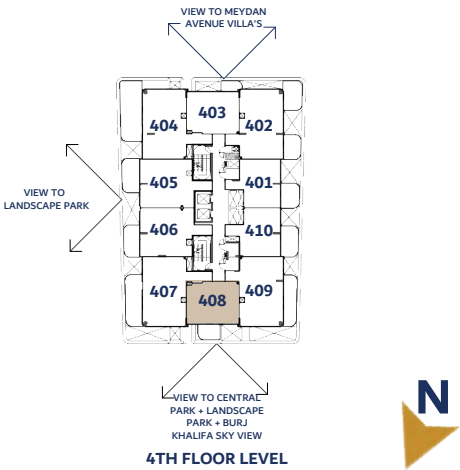 VIEW TO MEYDAN
AVENUE VILLA'S
403
404
402
405
401
VIEW TO
LANDSCAPE PARK
406
410
407
409
408
VIEW TO CENTRAL
PARK + LANDSCAPE
PARK + BURJ
KHALIFA SKY VIEW
4TH FLOOR LEVEL
N